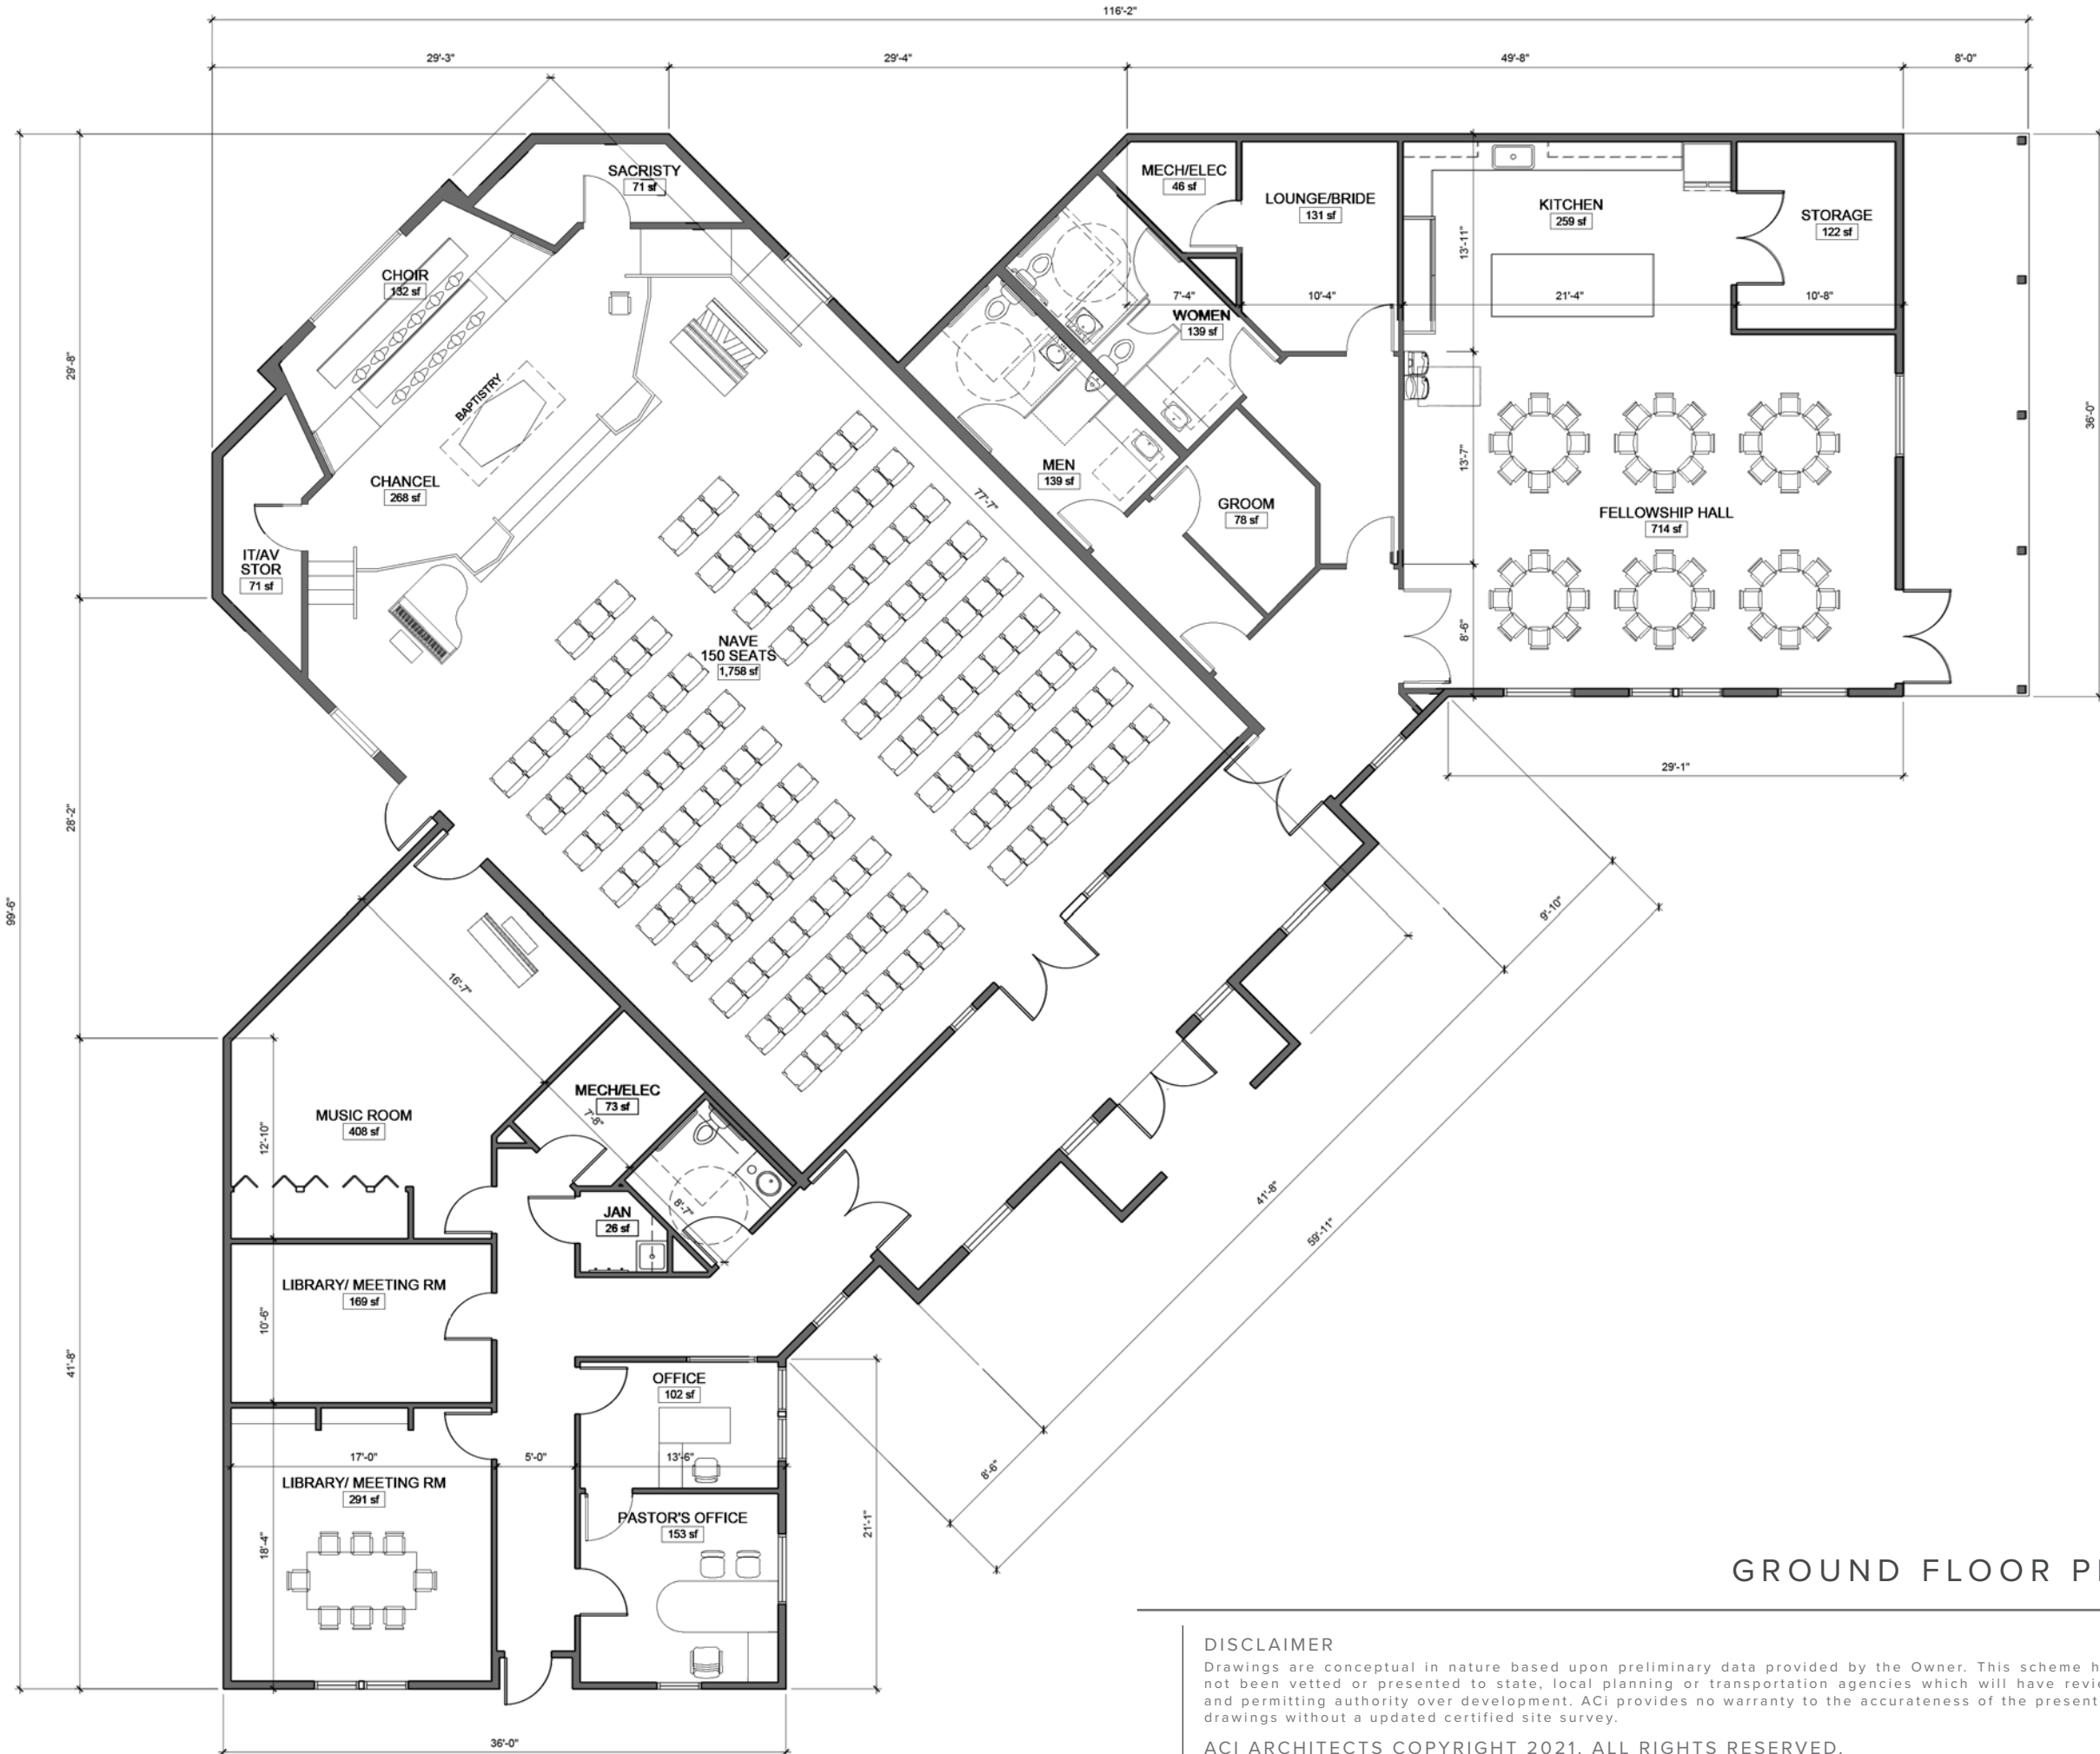 116'-2"
29'-3"
29'-4"
49'-8"
8'-0"
SACRISTY
71 sf
MECH/ELEC
46 sf
LOUNGE/BRIDE
131 sf
KITCHEN
259 sf
STORAGE
122 sf
13'-11"
CHOIR
132 sf
7'-4"
10'-4"
21'-4"
10'-8"
WOMEN
139 sf
29'-8"
BAPTISTRY
36'-0"
MEN
139 sf
13'-7"
CHANCEL
268 sf
77'-7"
GROOM
78 sf
FELLOWSHIP HALL
714 sf
IT/AV
STOR
71 sf
8'-6"
NAVE
150 SEATS
1,758 sf
29'-1"
28'-2"
99'-6"
9'-10"
16'-7"
MECH/ELEC
73 sf
7'-8"
MUSIC ROOM
408 sf
12'-10"
8'-7"
JAN
26 sf
41'-8"
59'-11"
LIBRARY/ MEETING RM
169 sf
10'-6"
41'-8"
OFFICE
102 sf
17'-0"
5'-0"
13'-6"
8'-6"
LIBRARY/ MEETING RM
291 sf
PASTOR'S OFFICE
153 sf
21'-1"
18'-4"
36'-0"
GROUND FLOOR
DISCLAIMER
Drawings are conceptual in nature based upon preliminary data provided by the Owner. This scheme
not been vetted or presented to state, local planning or transportation agencies which will have
and permitting authority over development. ACi provides no warranty to the accurateness of the
drawings without a updated certified site survey.
ACI ARCHITECTS COPYRIGHT 2021. ALL RIGHTS RESERVED.